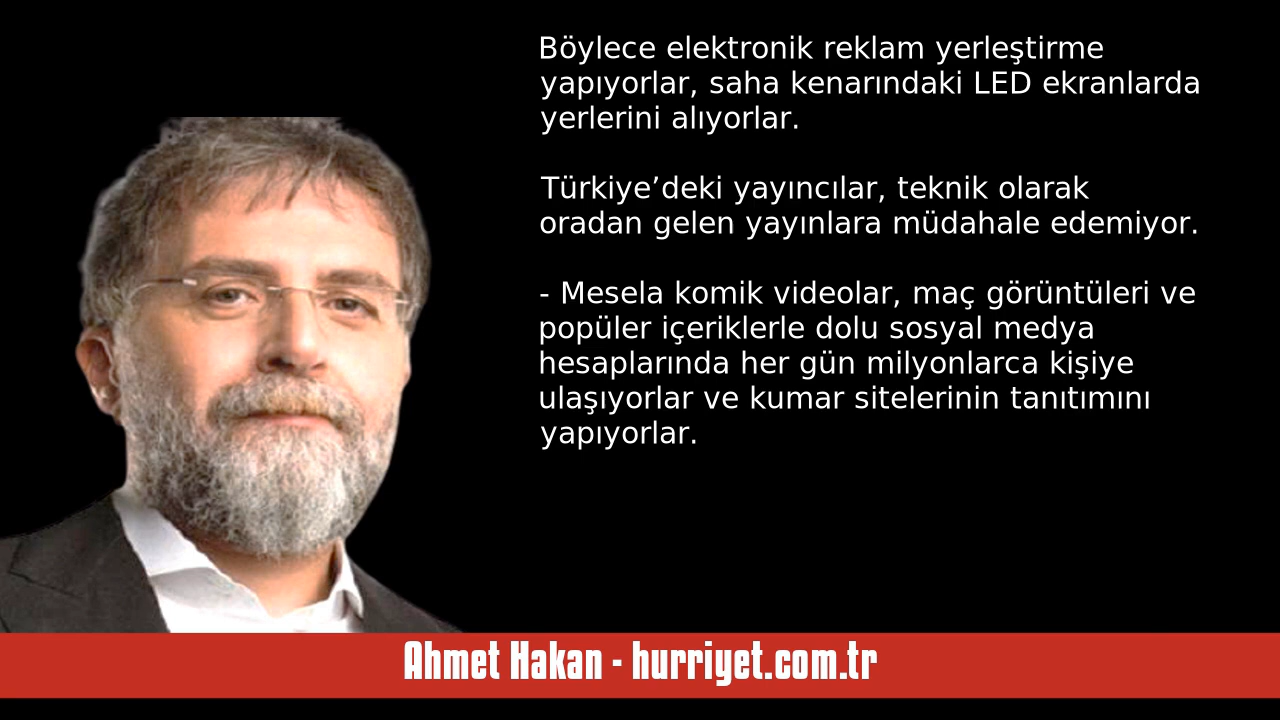 Böylece elektronik reklam yerleştirme
yapıyorlar, saha kenarındaki LED ekranlarda
yerlerini alıyorlar.
Türkiye’deki yayıncılar, teknik olarak
oradan gelen yayınlara müdahale edemiyor.
- Mesela komik videolar, maç görüntüleri ve
popüler içeriklerle dolu sosyal medya
hesaplarında her gün milyonlarca kişiye
ulaşıyorlar ve kumar sitelerinin tanıtımını
yapıyorlar.
Ahmet Hakan - hurriyet.com.tr